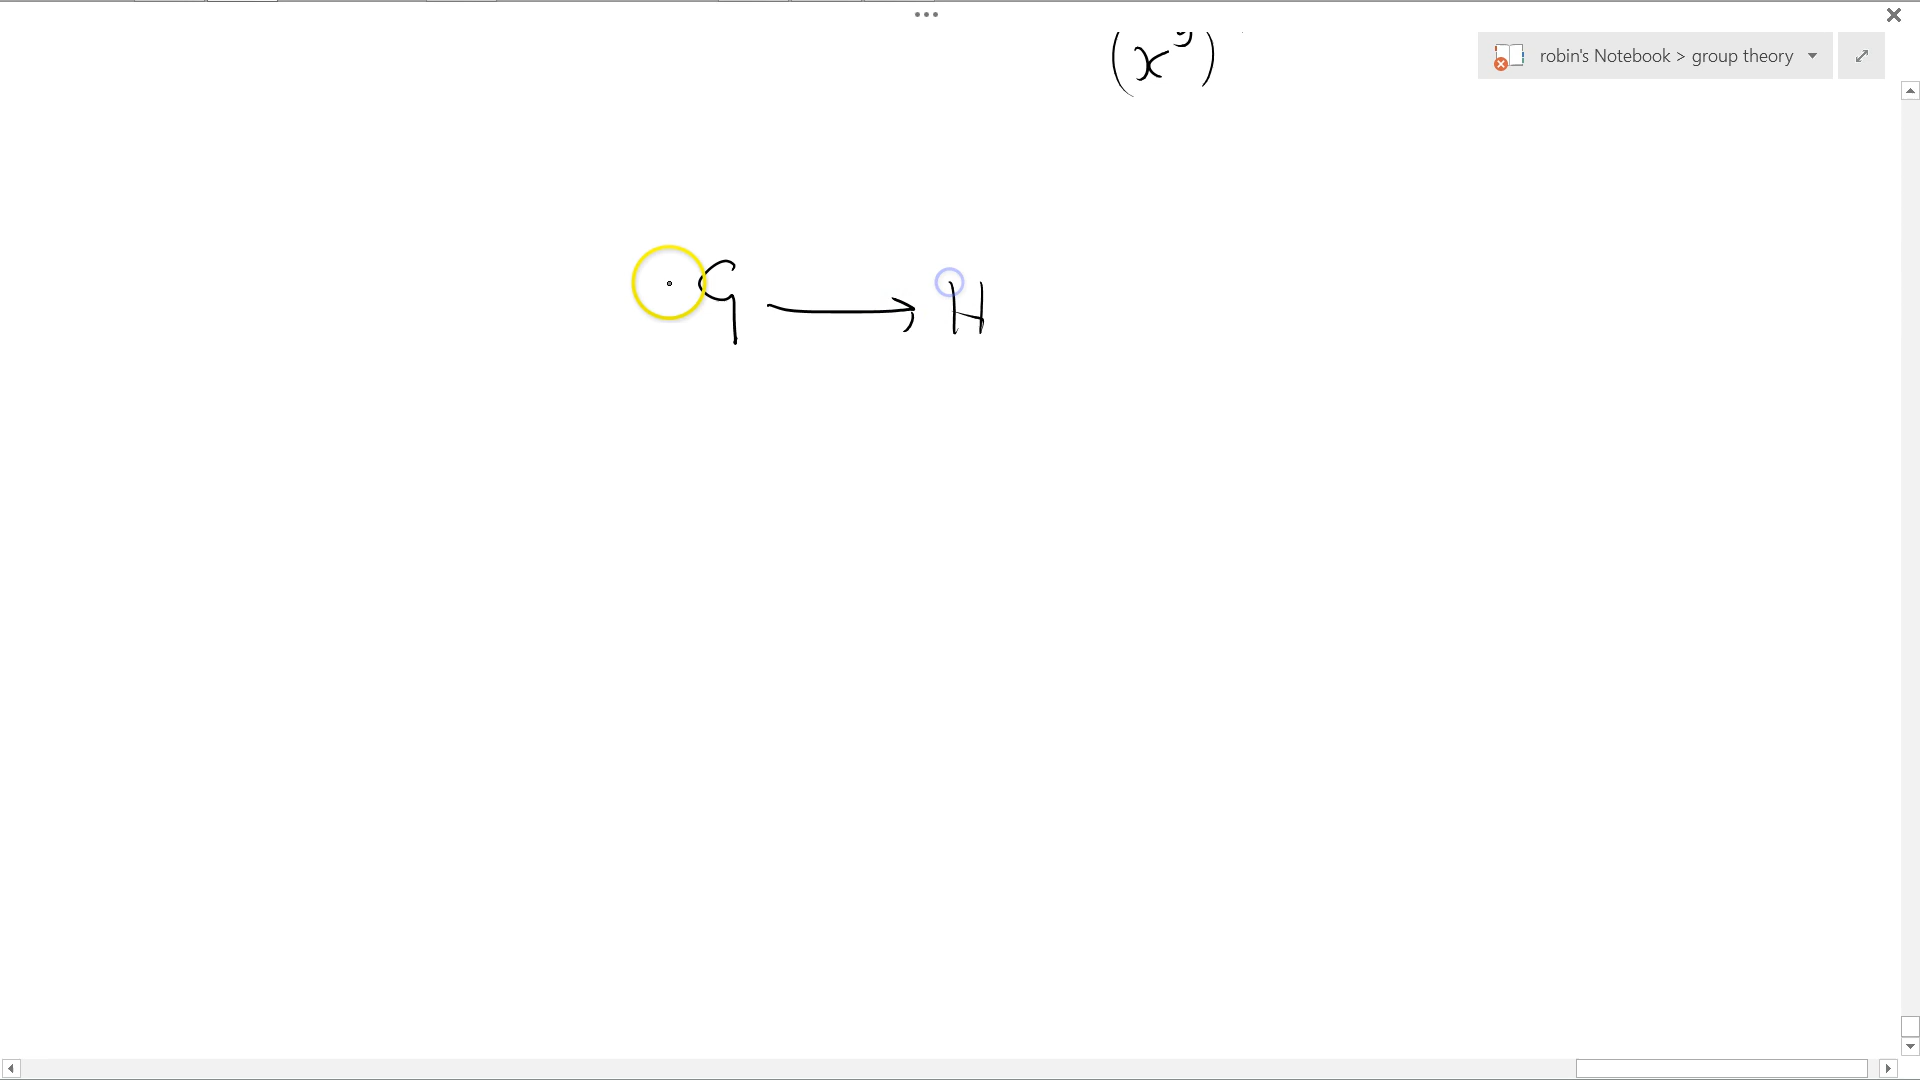 (x^y)
robin's Notebook > group theory
G → H